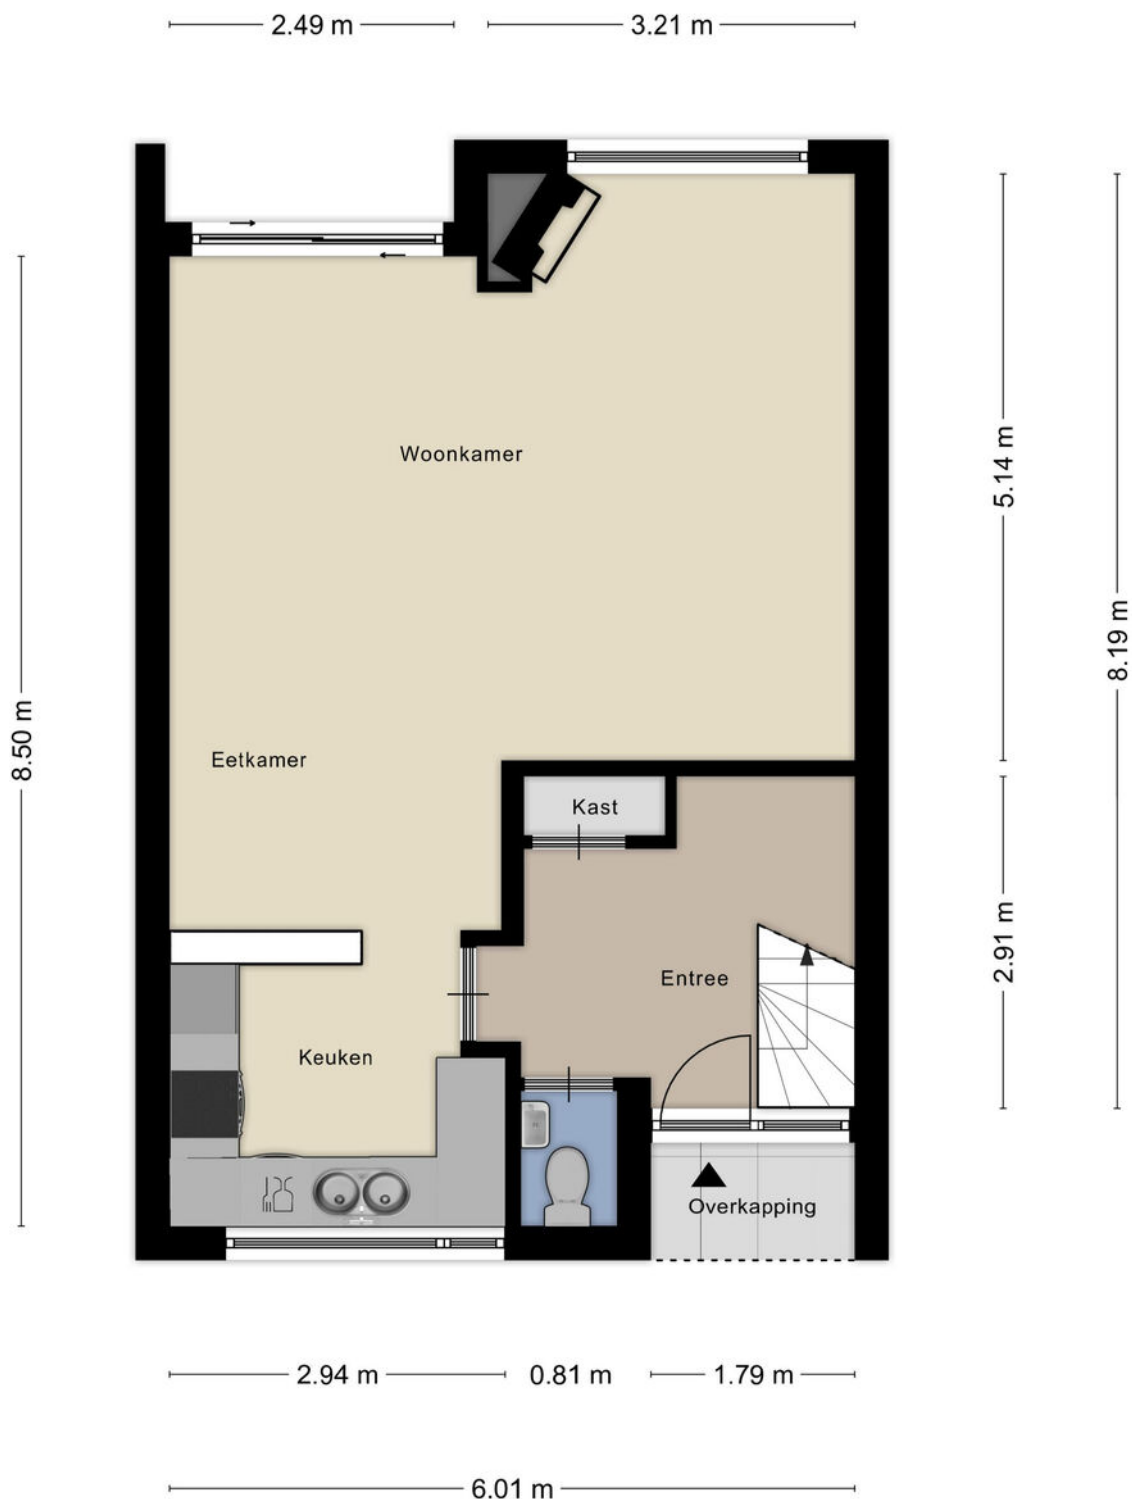 2.49 m
3.21 m
Woonkamer
5.14 m
8.19 m
8.50 m
Eetkamer
Kast
2.91 m
Entree
Keuken
Overkapping
2.94 m
0.81 m
1.79 m
6.01 m